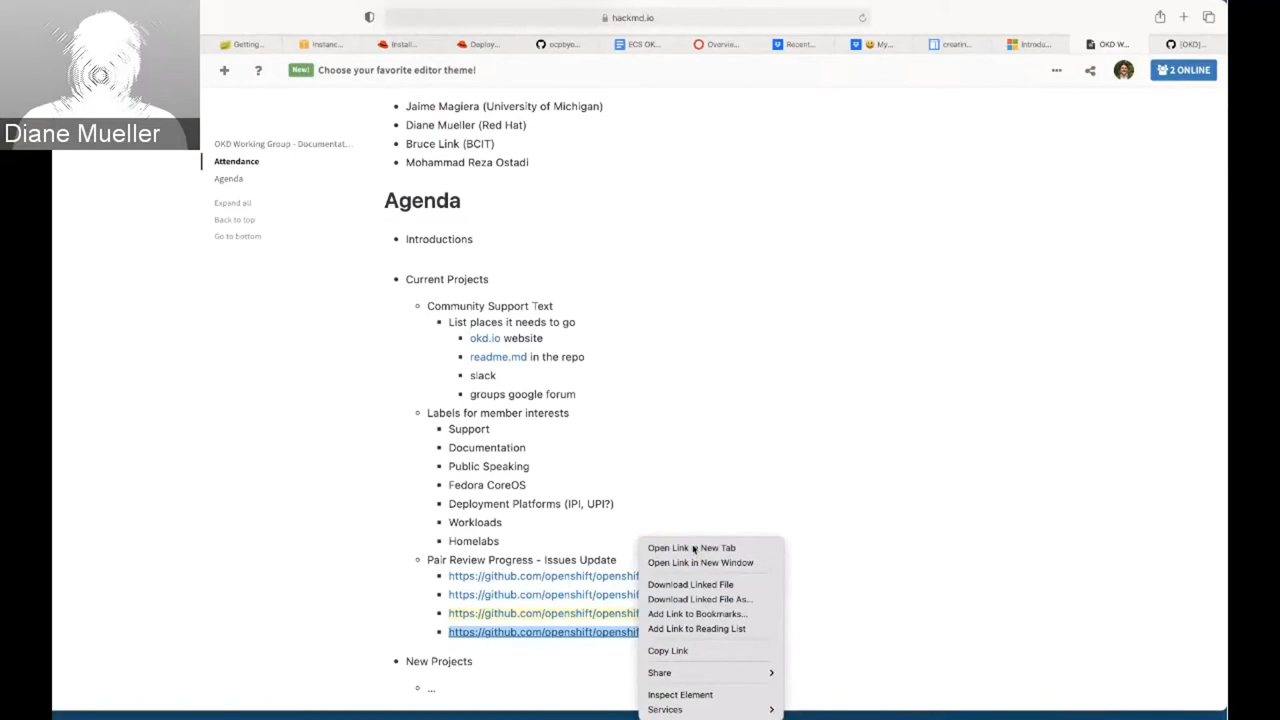 hackmd.io
Getting...
Instanc...
Install...
Deploy...
ocpbyo...
ECS OK...
Overvie...
Recent...
My...
creatin...
Introdu...
OKD W...
[OKD]...
+ ? New! Choose your favorite editor theme!
2 ONLINE
Diane Mueller
OKD Working Group - Documentat...
Attendance
Agenda
Expand all
Back to top
Go to bottom
Jaime Magiera (University of Michigan)
Diane Mueller (Red Hat)
Bruce Link (BCIT)
Mohammad Reza Ostadi
Agenda
Introductions
Current Projects
Community Support Text
List places it needs to go
okd.io website
readme.md in the repo
slack
groups google forum
Labels for member interests
Support
Documentation
Public Speaking
Fedora CoreOS
Deployment Platforms (IPI, UPI?)
Workloads
Homelabs
Pair Review Progress - Issues Update
https://github.com/openshift/openshif
https://github.com/openshift/openshif
https://github.com/openshift/openshif
https://github.com/openshift/openshif
New Projects
...
Open Link in New Tab
Open Link in New Window
Download Linked File
Download Linked File As...
Add Link to Bookmarks...
Add Link to Reading List
Copy Link
Share
Inspect Element
Services